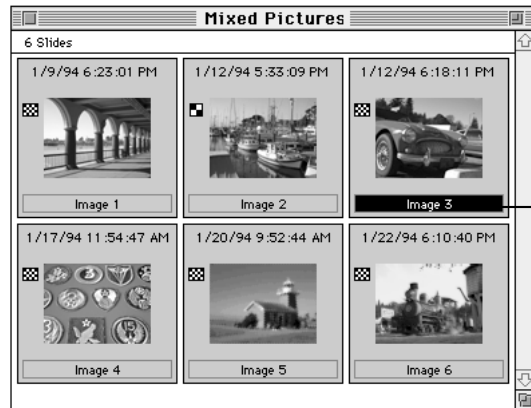 Mixed Pictures
6 Slides
1/9/94 6:23:01 PM
1/12/94 5:33:09 PM
1/12/94 6:18:11 PM
Image 1
Image 2
Image 3
1/17/94 11:54:47 AM
1/20/94 9:52:44 AM
1/22/94 6:10:40 PM
3
15
Image 4
Image 5
Image 6